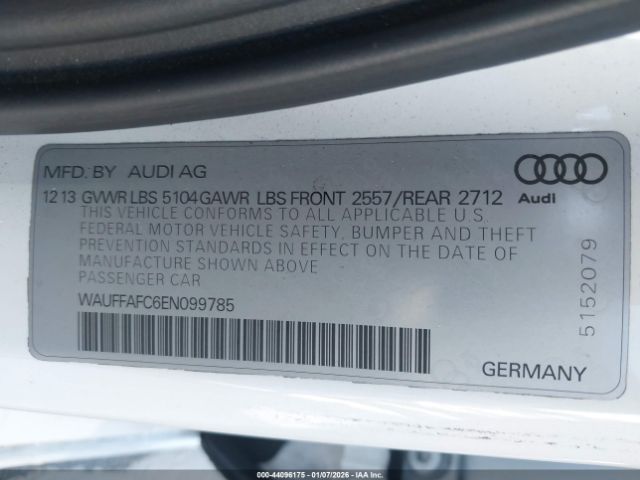 MFD. BY AUDI AG
12 13 GVWR LBS 5104 GAWR LBS FRONT 2557/REAR 2712
Audi
THIS VEHICLE CONFORMS TO ALL APPLICABLE U.S.
FEDERAL MOTOR VEHICLE SAFETY, BUMPER AND THEFT
PREVENTION STANDARDS IN EFFECT ON THE DATE OF
MANUFACTURE SHOWN ABOVE
PASSENGER CAR
WAUFFAFC6EN099785
5152079
GERMANY
000-44096175 - 01/07/2026 - IAA Inc.